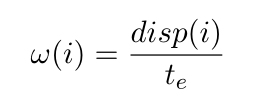 ω(i) = disp(i) / t_e